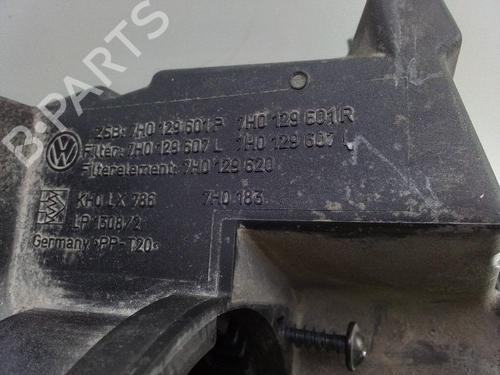 B-PARTS
ZSB: 7H0 129 601 P 7H0 129 601 R
Filter: 7H0 129 607 L 7H0 129 607 L
Filterelement: 7H0 129 620
KH01 LX 786 7H0 183
LP 1308/2
Germany >PP-T20<